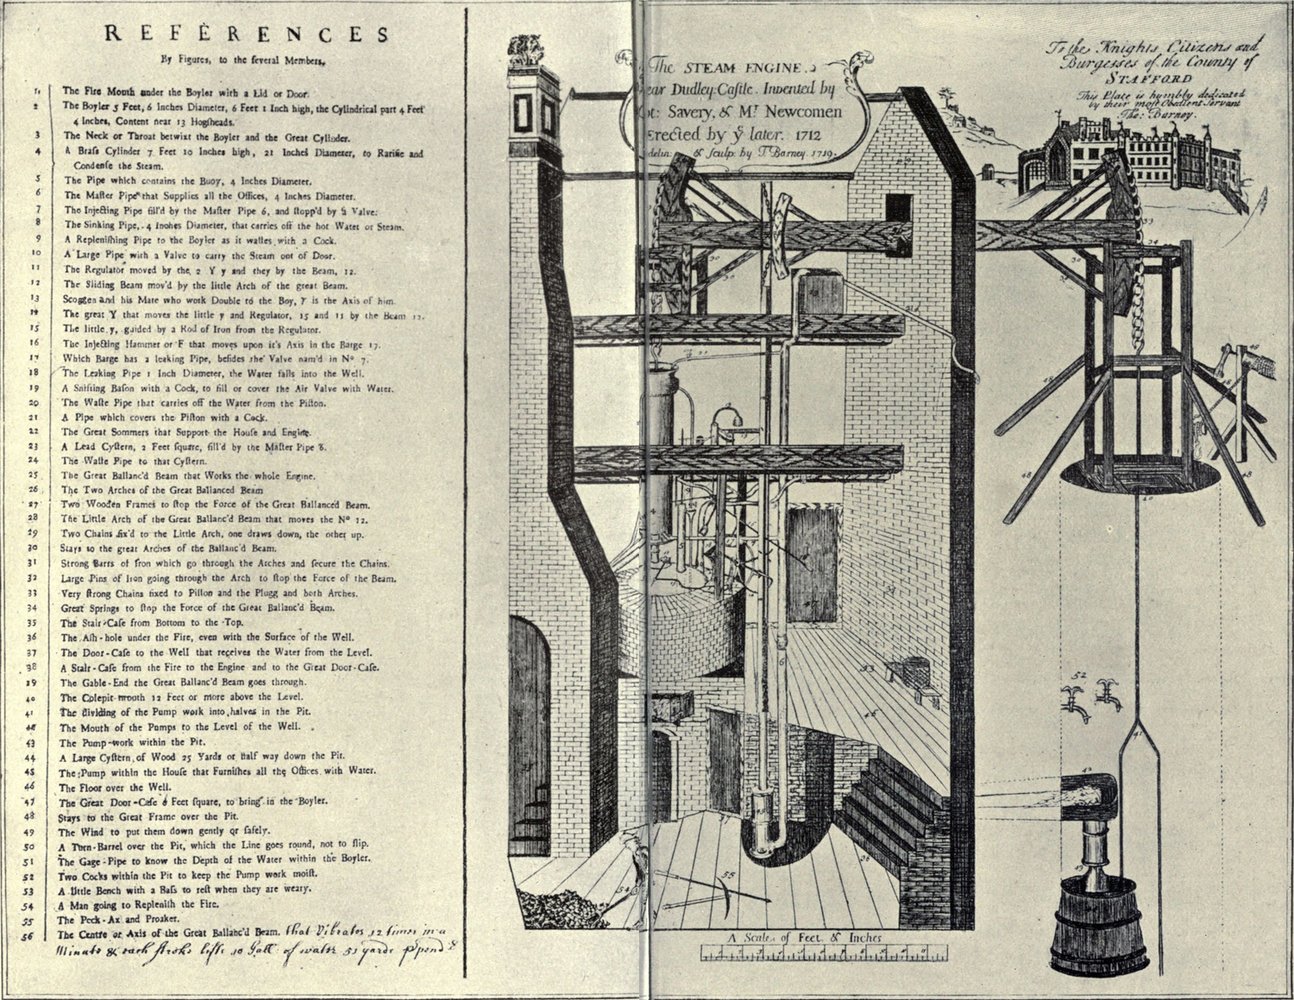 REFERENCES
By Figures, to the ſeveral Members.
1 The Fire Mouth under the Boyler with a Lid or Door.
2 The Boyler 5 Feet, 6 Inches Diameter, 6 Feet 1 Inch high, the Cylindrical part 4 Feet
4 Inches, Content near 13 Hogſheads.
3 The Neck or Throat betwixt the Boyler and the Great Cylinder.
4 A Braſs Cylinder 7 Feet 10 Inches high, 21 Inches Diameter, to Rarifie and
Condenſe the Steam.
5 The Pipe which contains the Buoy, 4 Inches Diameter.
6 The Maſter Pipe that Supplies all the Offices, 4 Inches Diameter.
7 The Injecting Pipe fill'd by the Maſter Pipe 6, and ſtopp'd by a Valve.
8 The Sinking Pipe, 4 Inches Diameter, that carries off the hot Water or Steam.
9 A Repleniſhing Pipe to the Boyler as it waſtes with a Cock.
10 A Large Pipe with a Valve to carry the Steam out of Door.
11 The Regulator moved by the 2 Y y and they by the Beam, 12.
12 The Sliding Beam mov'd by the little Arch of the great Beam.
13 Scoggen and his Mate who work Double to the Boy, Y is the Axis of him.
14 The great Y that moves the little y and Regulator, 15 and 11 by the Beam 12.
15 The little y, guided by a Rod of Iron from the Regulator.
16 The Injecting Hammer or F that moves upon it's Axis in the Barge 17.
17 Which Barge has a leaking Pipe, beſides the Valve nam'd in N° 7.
18 The Leaking Pipe 1 Inch Diameter, the Water falls into the Well.
19 A Snifting Baſon with a Cock, to fill or cover the Air Valve with Water.
20 The Waſte Pipe that carries off the Water from the Piſton.
21 A Pipe which covers the Piſton with a Cock.
22 The Great Sommers that Support the Houſe and Engine.
23 A Lead Cyſtern, 2 Feet ſquare, fill'd by the Maſter Pipe 6.
24 The Waſte Pipe to that Cyſtern.
25 The Great Ballanc'd Beam that Works the whole Engine.
26 The Two Arches of the Great Ballanced Beam
27 Two Wooden Frames to ſtop the Force of the Great Ballanced Beam.
28 The Little Arch of the Great Ballanc'd Beam that moves the N° 12.
29 Two Chains fix'd to the Little Arch, one draws down, the other up.
30 Stays to the great Arches of the Ballanc'd Beam.
31 Strong Barrs of Iron which go through the Arches and ſecure the Chains.
32 Large Pins of Iron going through the Arch to ſtop the Force of the Beam.
33 Very ſtrong Chains fixed to Piſton and the Plugg and both Arches.
34 Great Springs to ſtop the Force of the Great Ballanc'd Beam.
35 The Stair-Caſe from Bottom to the Top.
36 The Aſh-hole under the Fire, even with the Surface of the Well.
37 The Door-Caſe to the Well that receives the Water from the Level.
38 A Stair-Caſe from the Fire to the Engine and to the Great Door-Caſe.
39 The Gable-End the Great Ballanc'd Beam goes through.
40 The Colepit-mouth 12 Feet or more above the Level.
41 The dividing of the Pump work into halves in the Pit.
42 The Mouth of the Pumps to the Level of the Well.
43 The Pump-work within the Pit.
44 A Large Cyſtern of Wood 25 Yards or half way down the Pit.
45 The Pump within the Houſe that Furniſhes all the Offices with Water.
46 The Floor over the Well.
47 The Great Door-Caſe 6 Feet ſquare, to bring in the Boyler.
48 Stays to the Great Frame over the Pit.
49 The Wind to put them down gently or ſafely.
50 A Turn-Barrel over the Pit, which the Line goes round, not to ſlip.
51 The Gage-Pipe to know the Depth of the Water within the Boyler.
52 Two Cocks within the Pit to keep the Pump work moiſt.
53 A little Bench with a Baſs to reſt when they are weary.
54 A Man going to Repleniſh the Fire.
55 The Peck-Ax and Proaker.
56 The Centre or Axis of the Great Ballanc'd Beam. that Vibrates 12 times in a
Minute & each ſtroke lifts 10 Gall of water 51 yards
The STEAM ENGINE.
near Dudley Caſtle. Invented by
Capt: Savery, & Mr Newcomen
Erected by ye later. 1712
delin. & ſculp. by T. Barney. 1719.
To the Knights Citizens and
Burgeſſes of the County of
STAFFORD
This Plate is humbly dedicated
by their moſt Obedient Servant
Tho: Barney.
A Scale of Feet & Inches